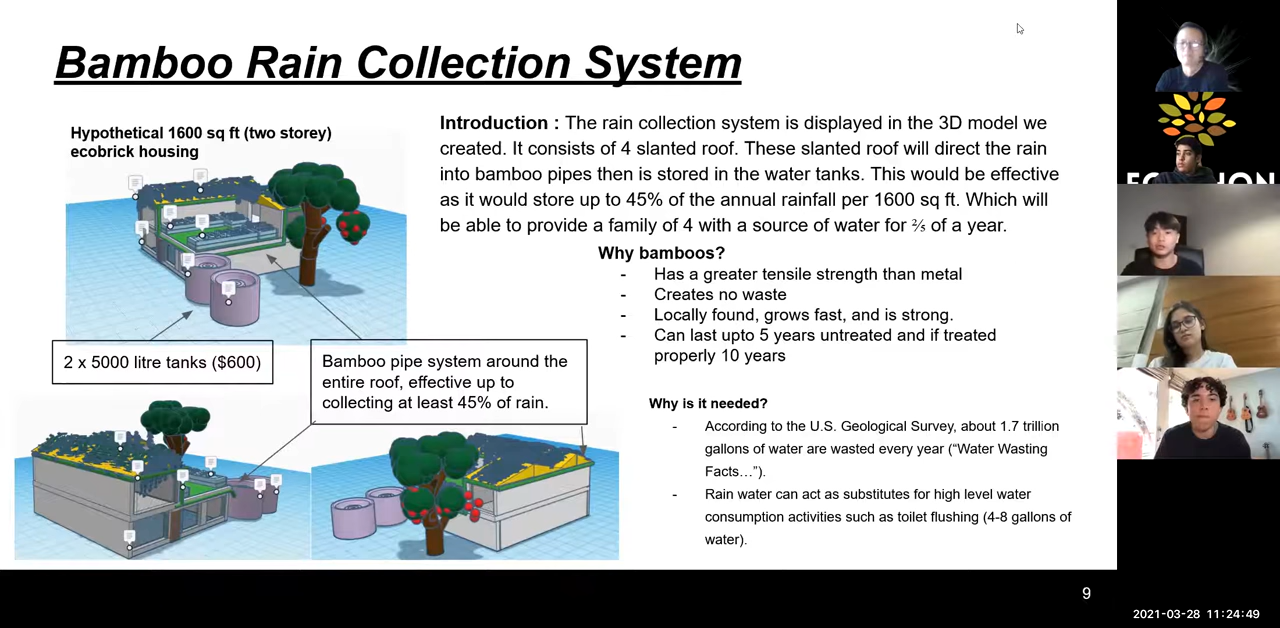 Bamboo Rain Collection System
Hypothetical 1600 sq ft (two storey)
ecobrick housing
Introduction : The rain collection system is displayed in the 3D model we
created. It consists of 4 slanted roof. These slanted roof will direct the rain
into bamboo pipes then is stored in the water tanks. This would be effective
as it would store up to 45% of the annual rainfall per 1600 sq ft. Which will
be able to provide a family of 4 with a source of water for ⅖ of a year.
Why bamboos?
- Has a greater tensile strength than metal
- Creates no waste
- Locally found, grows fast, and is strong.
- Can last upto 5 years untreated and if treated
properly 10 years
2 x 5000 litre tanks ($600)
Bamboo pipe system around the
entire roof, effective up to
collecting at least 45% of rain.
Why is it needed?
- According to the U.S. Geological Survey, about 1.7 trillion
gallons of water are wasted every year (“Water Wasting
Facts…”).
- Rain water can act as substitutes for high level water
consumption activities such as toilet flushing (4-8 gallons of
water).
9
2021-03-28 11:24:49